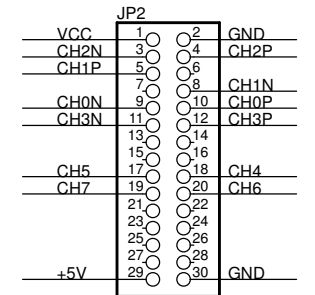 JP2
VCC 1 2 GND
CH2N 3 4 CH2P
CH1P 5 6
7 8 CH1N
CH0N 9 10 CH0P
CH3N 11 12 CH3P
13 14
15 16
CH5 17 18 CH4
CH7 19 20 CH6
21 22
23 24
25 26
27 28
+5V 29 30 GND